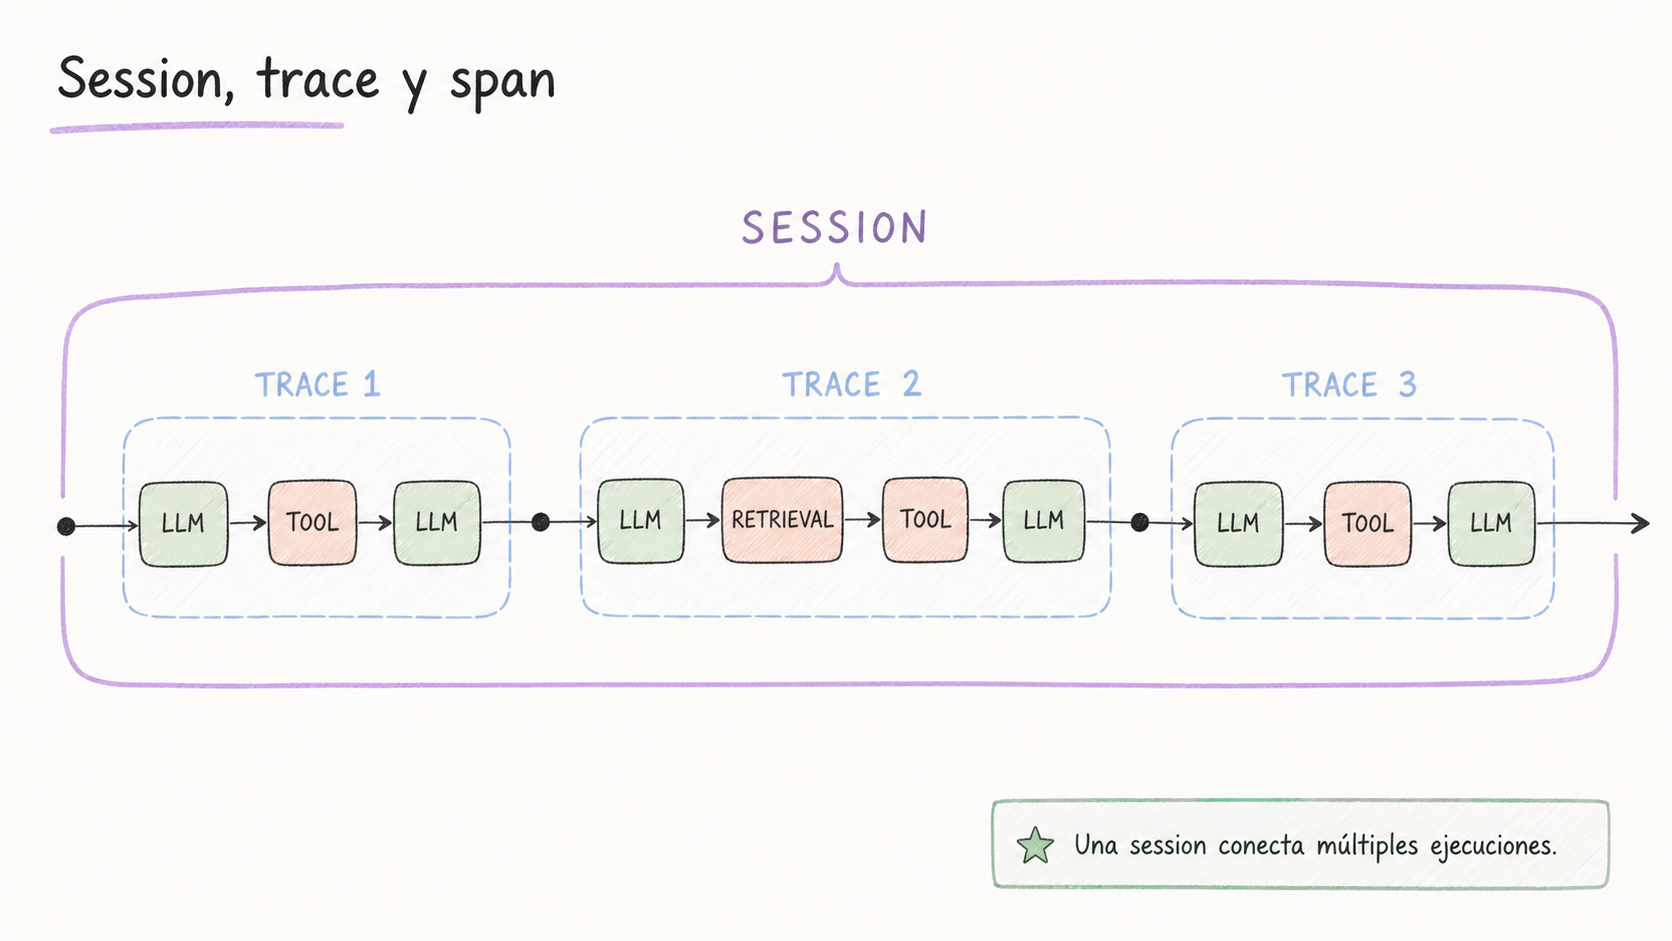 Session, trace y span
SESSION
TRACE 1
TRACE 2
TRACE 3
LLM
TOOL
LLM
LLM
RETRIEVAL
TOOL
LLM
LLM
TOOL
LLM
Una session conecta múltiples ejecuciones.